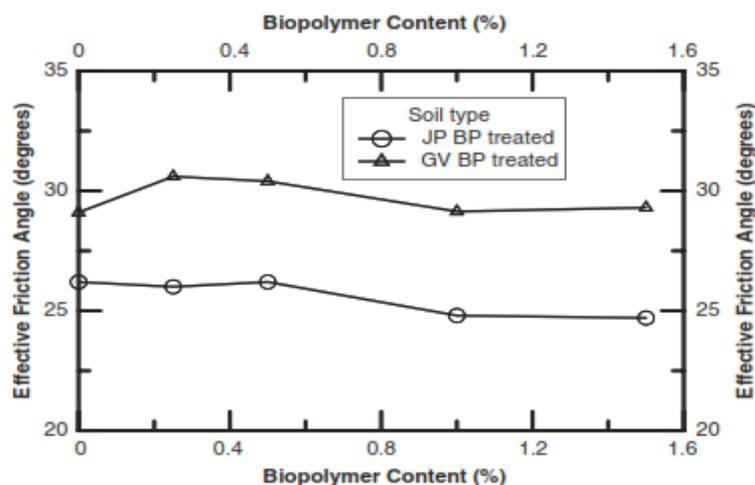 Biopolymer Content (%)
0 0.4 0.8 1.2 1.6
35 35
Soil type
JP BP treated
GV BP treated
30 30
Effective Friction Angle (degrees)
Effective Friction Angle (degrees)
25 25
20 20
0 0.4 0.8 1.2 1.6
Biopolymer Content (%)